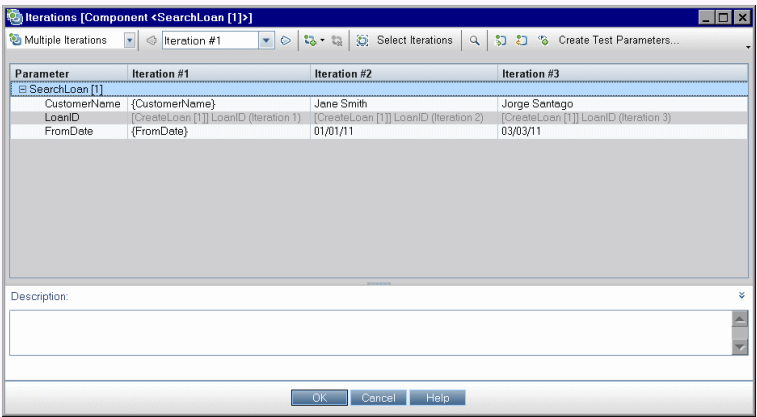 Iterations [Component <SearchLoan [1]>]
Multiple Iterations Iteration #1 Select Iterations Create Test Parameters...
Parameter Iteration #1 Iteration #2 Iteration #3
SearchLoan [1]
CustomerName {CustomerName} Jane Smith Jorge Santago
LoanID [CreateLoan [1]] LoanID (Iteration 1) [CreateLoan [1]] LoanID (Iteration 2) [CreateLoan [1]] LoanID (Iteration 3)
FromDate {FromDate} 01/01/11 03/03/11
Description:
OK Cancel Help